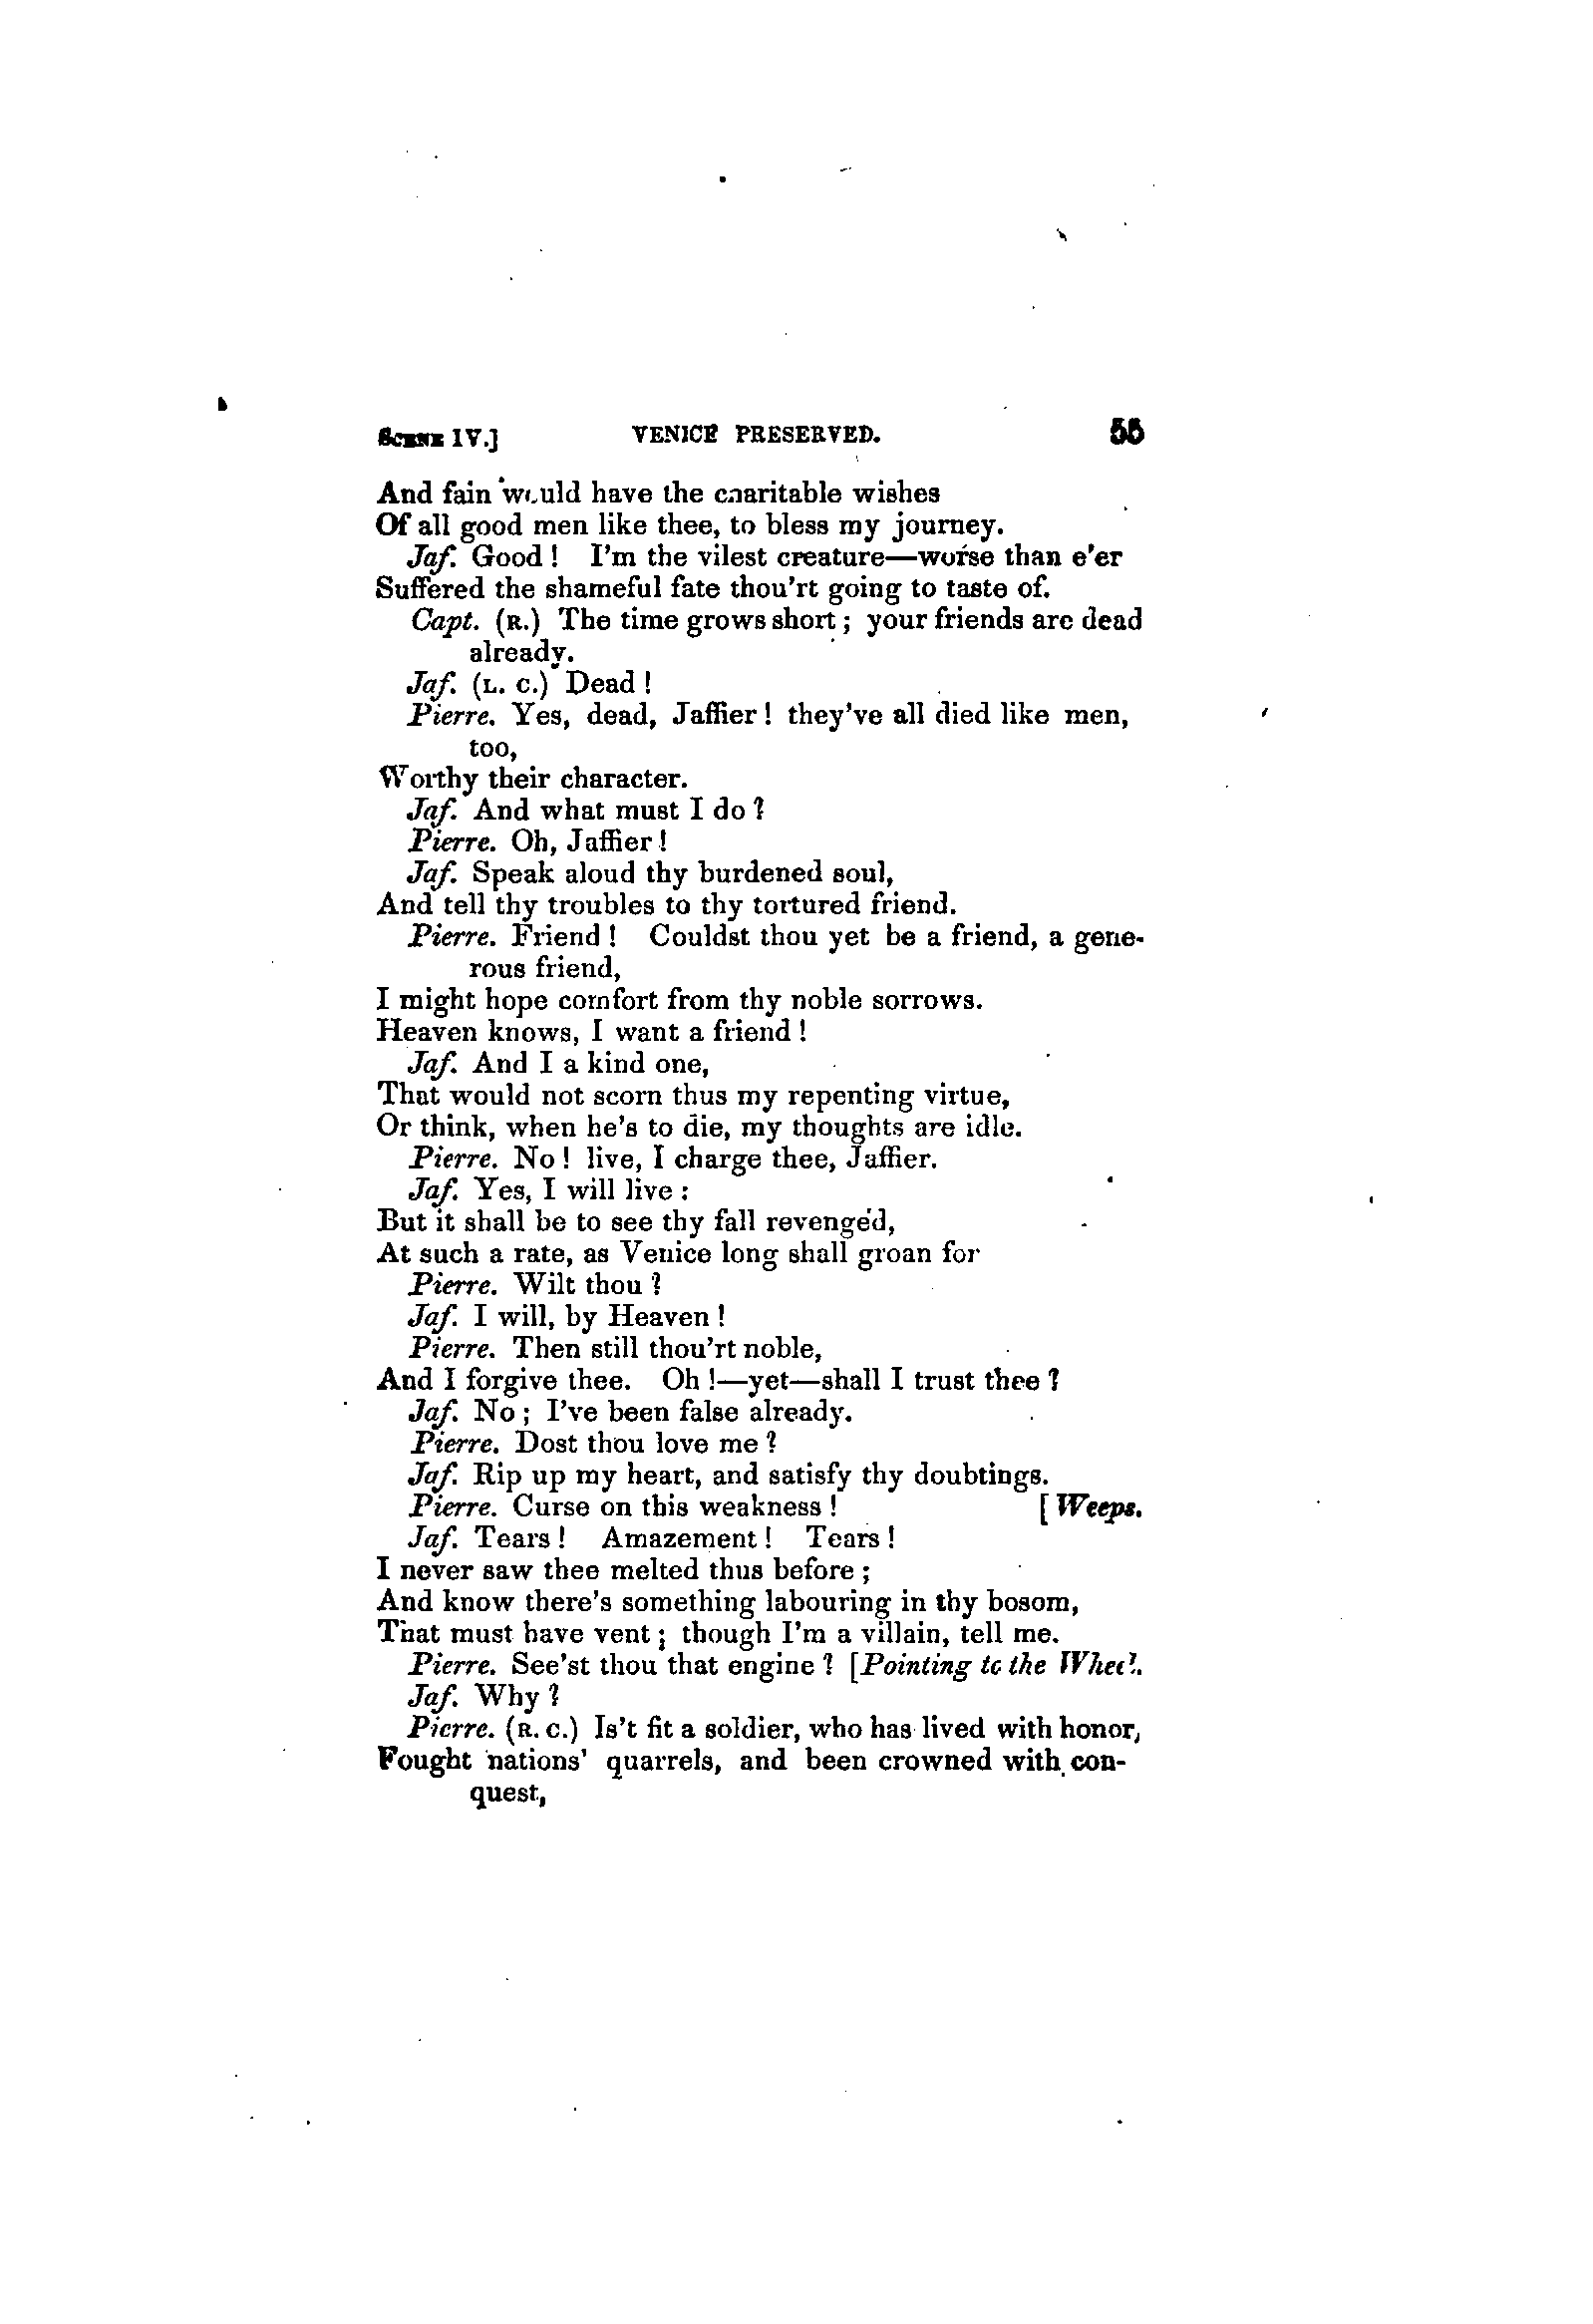 SCENE IV.] VENICE PRESERVED. 55
And fain would have the charitable wishes
Of all good men like thee, to bless my journey.
Jaf. Good! I'm the vilest creature—worse than e'er
Suffered the shameful fate thou'rt going to taste of.
Capt. (R.) The time grows short; your friends are dead
already.
Jaf. (L. C.) Dead!
Pierre. Yes, dead, Jaffier! they've all died like men,
too,
Worthy their character.
Jaf. And what must I do?
Pierre. Oh, Jaffier!
Jaf. Speak aloud thy burdened soul,
And tell thy troubles to thy tortured friend.
Pierre. Friend! Couldst thou yet be a friend, a gene-
rous friend,
I might hope comfort from thy noble sorrows.
Heaven knows, I want a friend!
Jaf. And I a kind one,
That would not scorn thus my repenting virtue,
Or think, when he's to die, my thoughts are idle.
Pierre. No! live, I charge thee, Jaffier.
Jaf. Yes, I will live:
But it shall be to see thy fall revenged,
At such a rate, as Venice long shall groan for
Pierre. Wilt thou?
Jaf. I will, by Heaven!
Pierre. Then still thou'rt noble,
And I forgive thee. Oh!—yet—shall I trust thee?
Jaf. No; I've been false already.
Pierre. Dost thou love me?
Jaf. Rip up my heart, and satisfy thy doubtings.
Pierre. Curse on this weakness! [Weeps.
Jaf. Tears! Amazement! Tears!
I never saw thee melted thus before;
And know there's something labouring in thy bosom,
That must have vent; though I'm a villain, tell me.
Pierre. See'st thou that engine? [Pointing to the Wheel.
Jaf. Why?
Pierre. (R. C.) Is't fit a soldier, who has lived with honor,
Fought nations' quarrels, and been crowned with con-
quest,